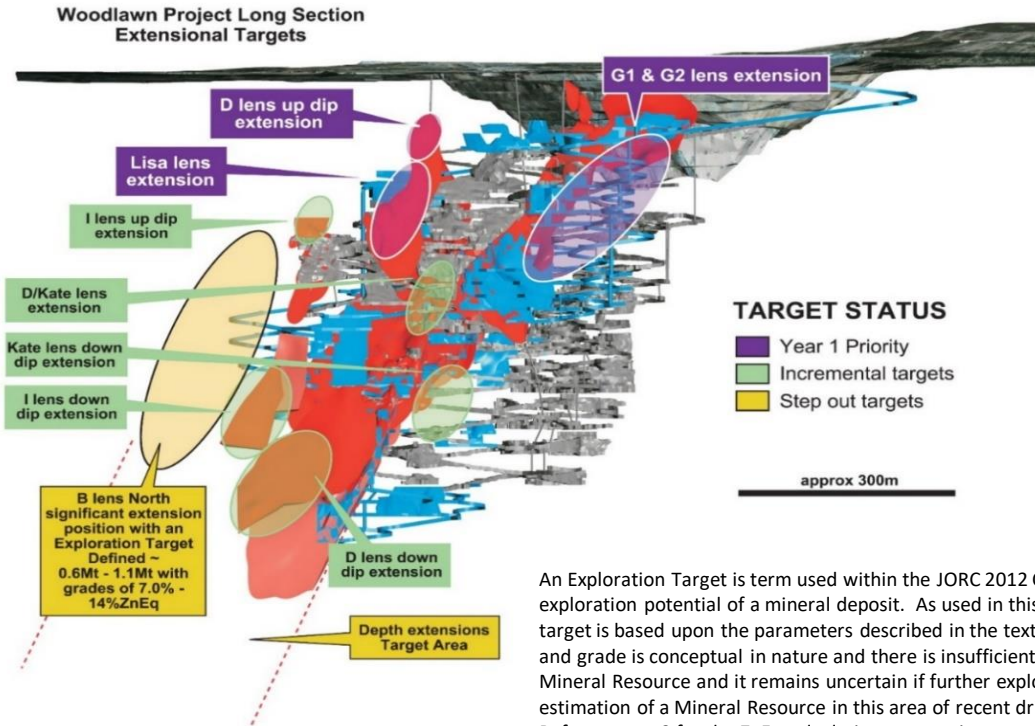 Woodlawn Project Long Section
Extensional Targets
G1 & G2 lens extension
D lens up dip
extension
Lisa lens
extension
I lens up dip
extension
D/Kate lens
extension
Kate lens down
dip extension
I lens down
dip extension
TARGET STATUS
Year 1 Priority
Incremental targets
Step out targets
approx 300m
B lens North
significant extension
position with an
Exploration Target
Defined ~
0.6Mt - 1.1Mt with
grades of 7.0% -
14%ZnEq
D lens down
dip extension
Depth extensions
Target Area
An Exploration Target is term used within the JORC 2012
exploration potential of a mineral deposit. As used in this
target is based upon the parameters described in the text
and grade is conceptual in nature and there is insufficient
Mineral Resource and it remains uncertain if further explo
estimation of a Mineral Resource in this area of recent dr